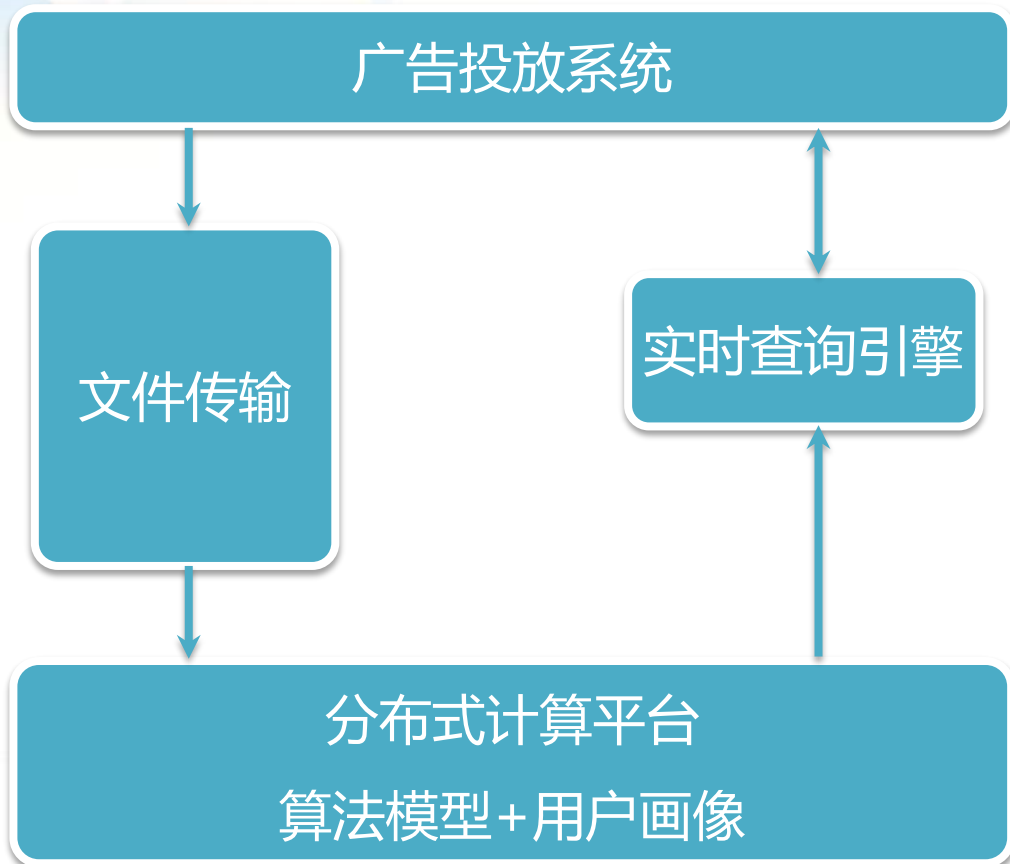 广告投放系统
文件传输
实时查询引擎
分布式计算平台
算法模型+用户画像